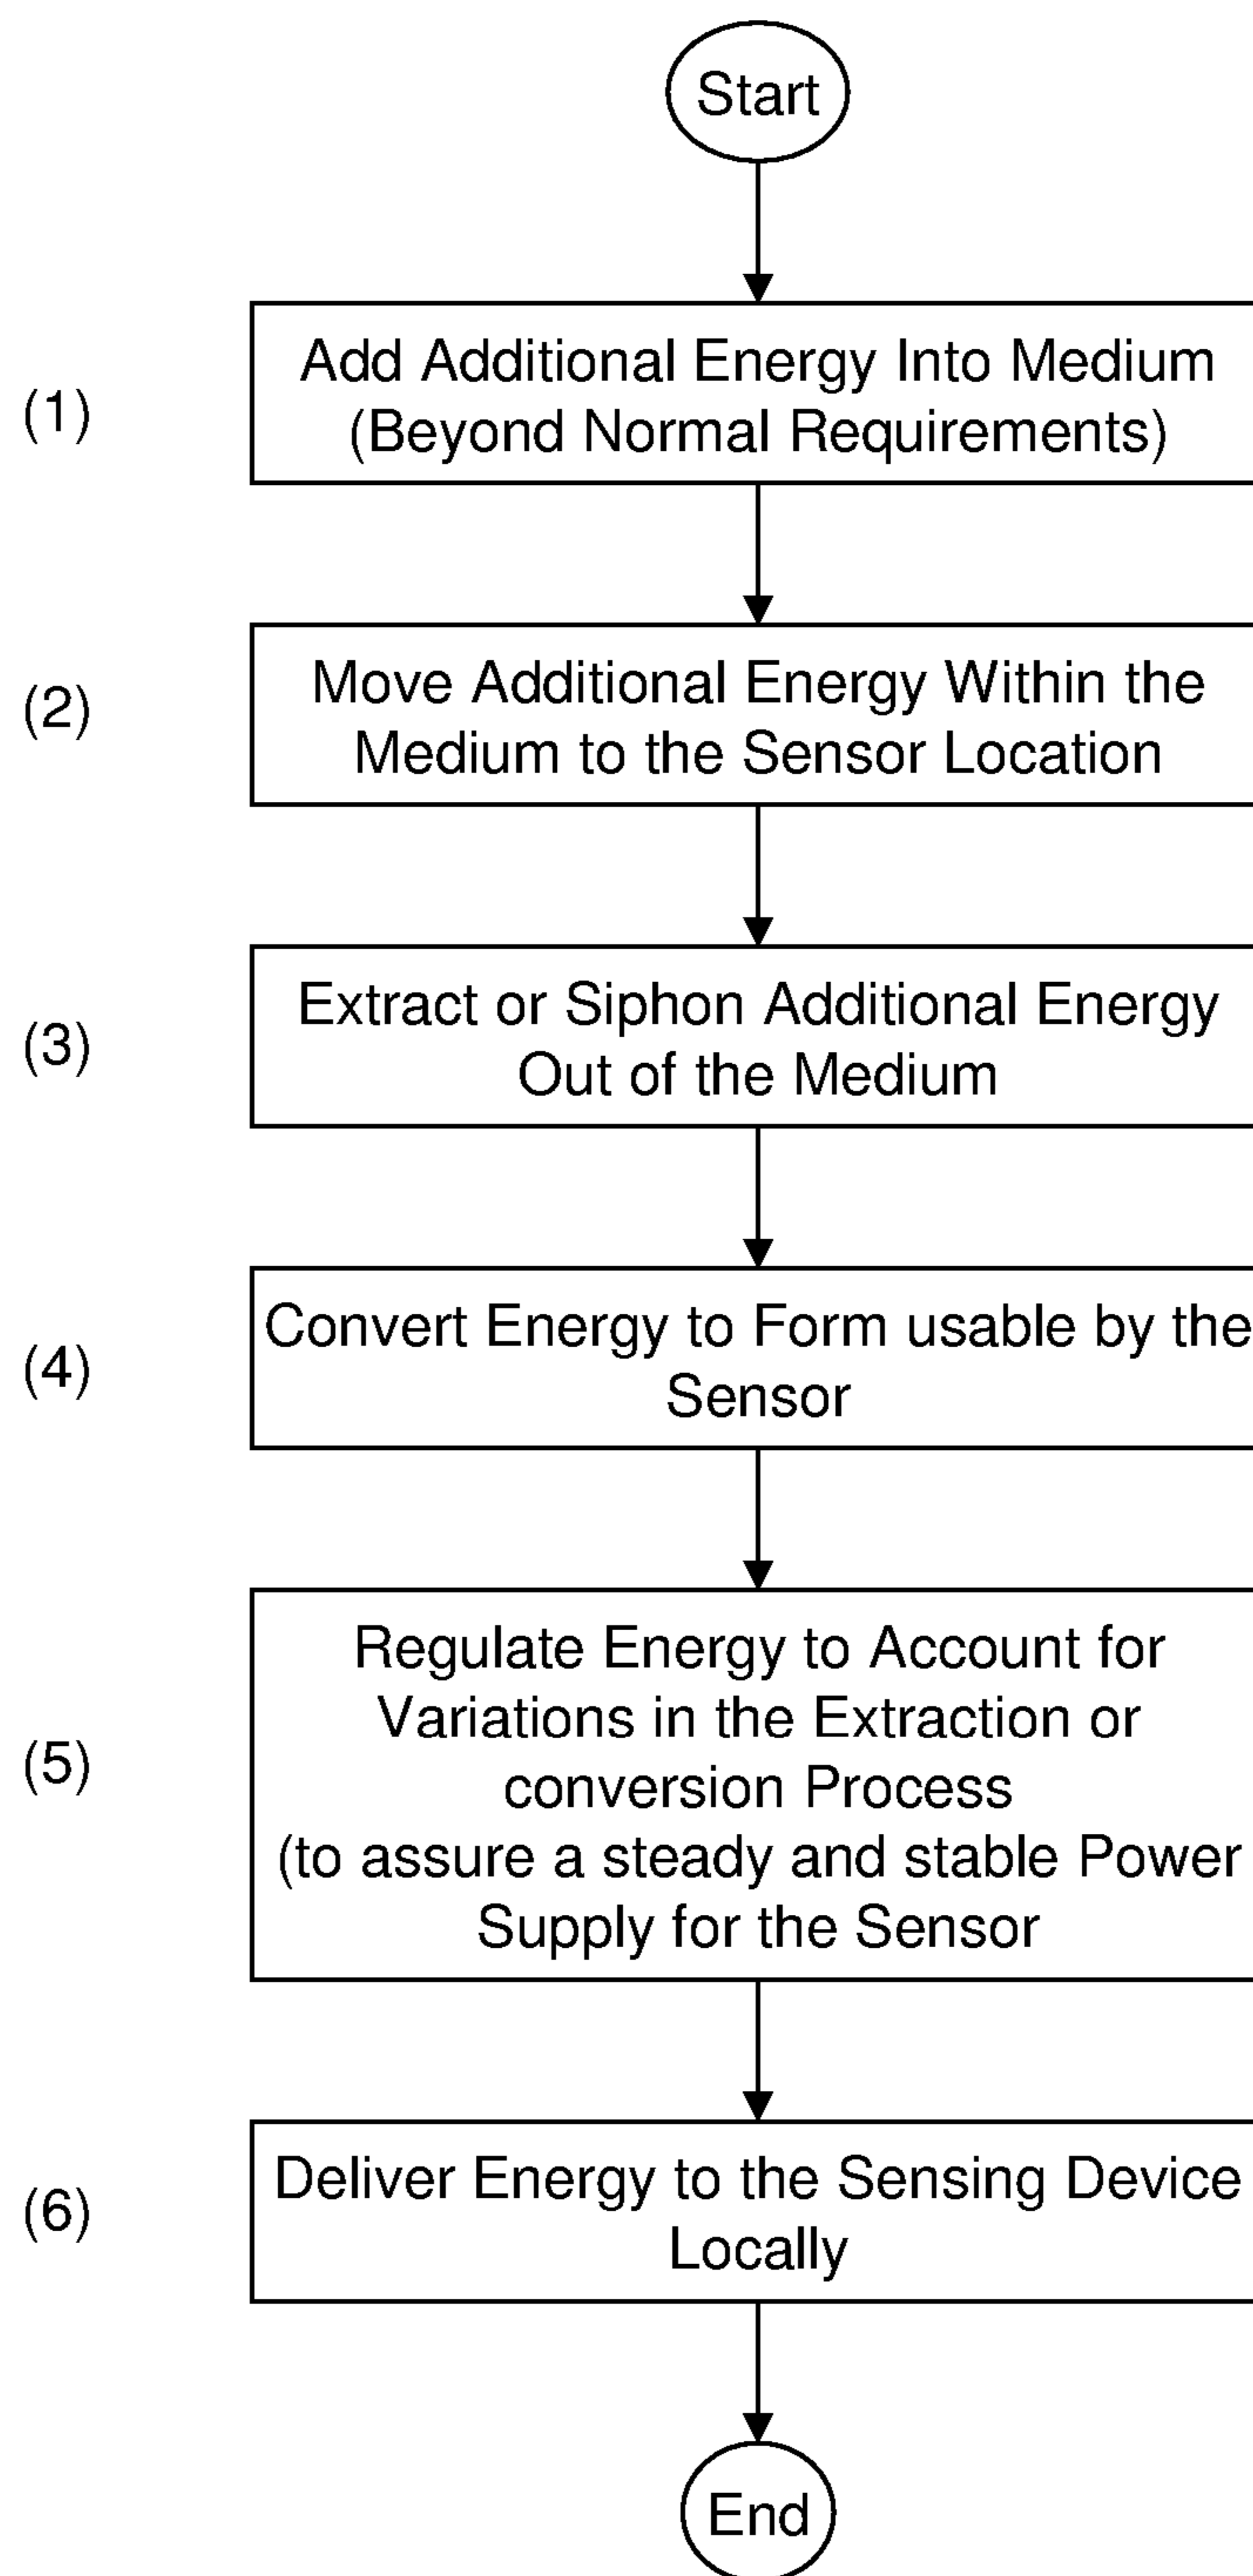 Start
(1)
Add Additional Energy Into Medium
(Beyond Normal Requirements)
(2)
Move Additional Energy Within the
Medium to the Sensor Location
(3)
Extract or Siphon Additional Energy
Out of the Medium
(4)
Convert Energy to Form usable by the
Sensor
(5)
Regulate Energy to Account for
Variations in the Extraction or
conversion Process
(to assure a steady and stable Power
Supply for the Sensor
(6)
Deliver Energy to the Sensing Device
Locally
End